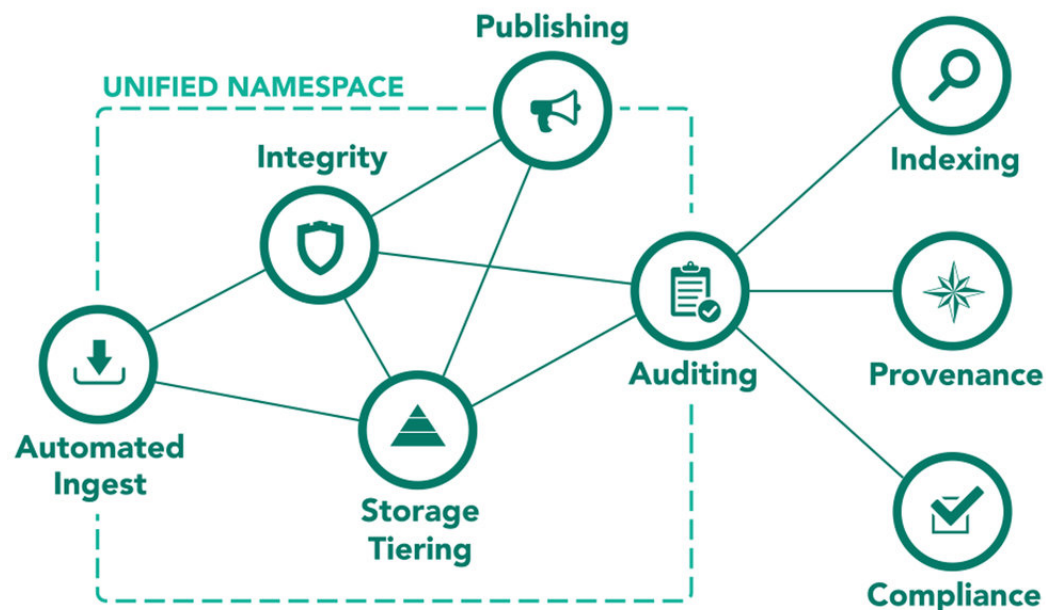 Publishing
UNIFIED NAMESPACE
Integrity
Indexing
Auditing
Provenance
Automated
Ingest
Storage
Tiering
Compliance